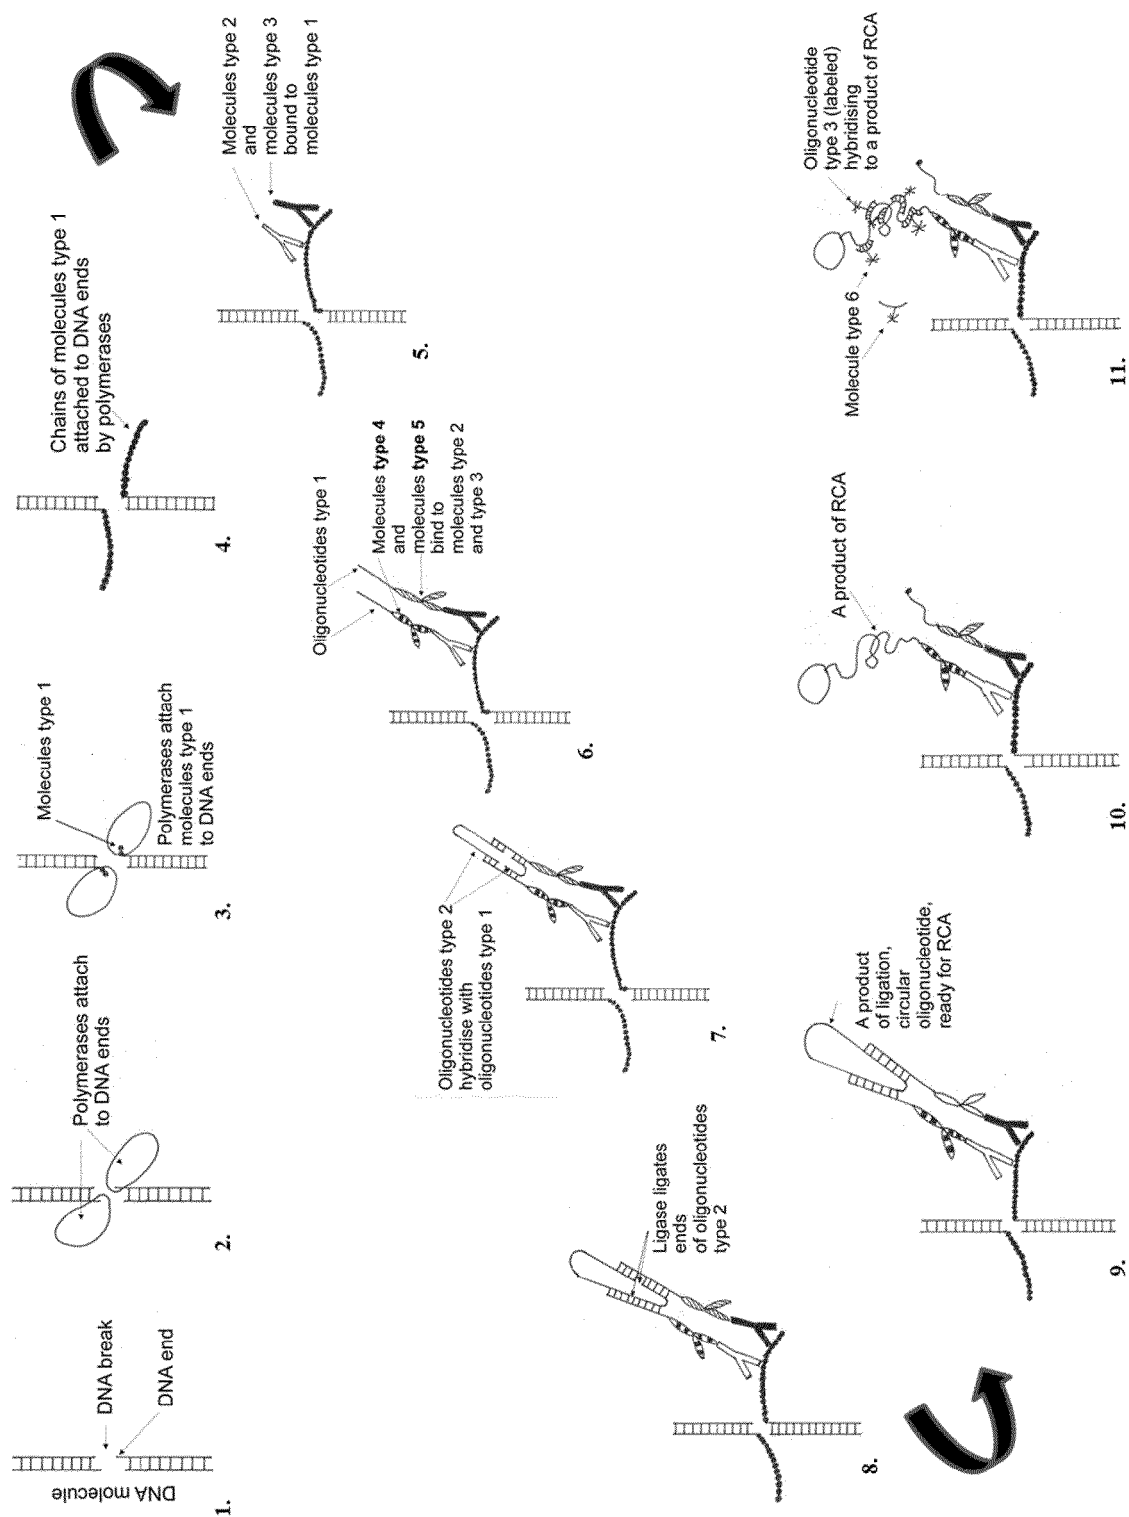 DNA molecule
DNA break
DNA end
1.
Polymerases attach
to DNA ends
2.
Molecules type 1
Polymerases attach
molecules type 1
to DNA ends
3.
Chains of molecules type 1
attached to DNA ends
by polymerases
4.
Molecules type 2
and
molecules type 3
bound to
molecules type 1
5.
Oligonucleotides type 1
Molecules type 4
and
molecules type 5
bind to
molecules type 2
and type 3
6.
Oligonucleotides type 2
hybridise with
oligonucleotides type 1
7.
Ligase ligates
ends
of oligonucleotides
type 2
8.
A product
of ligation,
circular
oligonucleotide,
ready for RCA
9.
A product of RCA
10.
Oligonucleotide
type 3 (labeled)
hybridising
to a product of RCA
Molecule type 6
11.